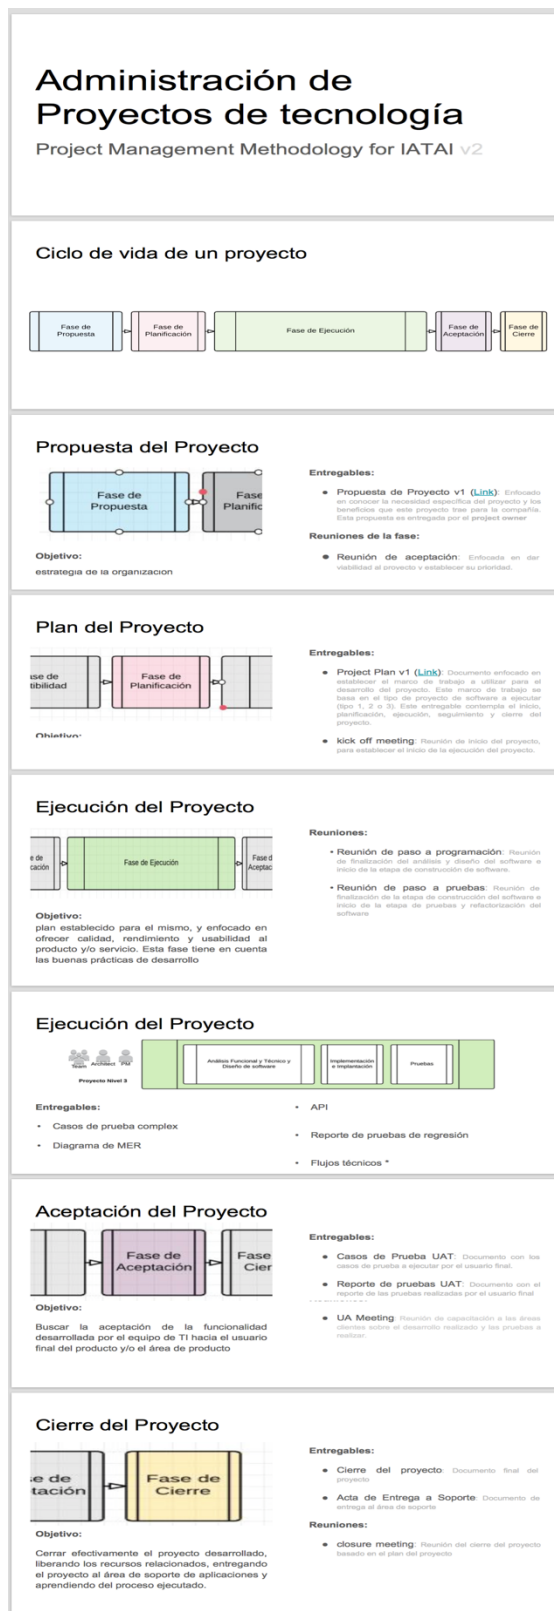 Administración de
Proyectos de tecnología
Project Management Methodology for IATAI v2
Ciclo de vida de un proyecto
Fase de
Propuesta
Fase de
Planificación
Fase de Ejecución
Fase de
Aceptación
Fase de
Cierre
Propuesta del Proyecto
Fase de
Propuesta
Fase
Planific
Objetivo:
estrategia de la organización
Entregables:
• Propuesta de Proyecto v1 (Link): Enfocado
en conocer la necesidad específica del proyecto y los
beneficios que este proyecto trae para la compañía.
Esta propuesta es entregada por el project owner
Reuniones de la fase:
• Reunión de aceptación: Enfocada en dar
viabilidad al proyecto y establecer su prioridad.
Plan del Proyecto
ase de
tibilidad
Fase de
Planificación
Objetivo:
Entregables:
• Project Plan v1 (Link): Documento enfocado en
establecer el marco de trabajo a utilizar para el
desarrollo del proyecto. Este marco de trabajo se
basa en el tipo de proyecto de software a ejecutar
(tipo 1, 2 o 3). Este entregable contempla el inicio,
planificación, ejecución, seguimiento y cierre del
proyecto.
• kick off meeting: Reunión de inicio del proyecto,
para establecer el inicio de la ejecución del proyecto.
Ejecución del Proyecto
e de
cación
Fase de Ejecución
Fase d
Aceptac
Objetivo:
plan establecido para el mismo, y enfocado en
ofrecer calidad, rendimiento y usabilidad al
producto y/o servicio. Esta fase tiene en cuenta
las buenas prácticas de desarrollo
Reuniones:
• Reunión de paso a programación: Reunión
de finalización del análisis y diseño del software e
inicio de la etapa de construcción de software.
• Reunión de paso a pruebas: Reunión de
finalización de la etapa de construcción del software e
inicio de la etapa de pruebas y refactorización del
software
Ejecución del Proyecto
Team Architect PM
Proyecto Nivel 3
Análisis Funcional y Técnico y
Diseño de software
Implementación
e Implantación
Pruebas
Entregables:
• Casos de prueba complex
• Diagrama de MER
• API
• Reporte de pruebas de regresión
• Flujos técnicos *
Aceptación del Proyecto
Fase de
Aceptación
Fase
Cier
Objetivo:
Buscar la aceptación de la funcionalidad
desarrollada por el equipo de TI hacia el usuario
final del producto y/o el área de producto
Entregables:
• Casos de Prueba UAT: Documento con los
casos de prueba a ejecutar por el usuario final.
• Reporte de pruebas UAT: Documento con el
reporte de las pruebas realizadas por el usuario final
• UA Meeting: Reunión de capacitación a las áreas
clientes sobre el desarrollo realizado y las pruebas a
realizar.
Cierre del Proyecto
e de
tación
Fase de
Cierre
Objetivo:
Cerrar efectivamente el proyecto desarrollado,
liberando los recursos relacionados, entregando
el proyecto al área de soporte de aplicaciones y
aprendiendo del proceso ejecutado.
Entregables:
• Cierre del proyecto: Documento final del
proyecto
• Acta de Entrega a Soporte: Documento de
entrega al área de soporte
Reuniones:
• closure meeting: Reunión del cierre del proyecto
basado en el plan del proyecto